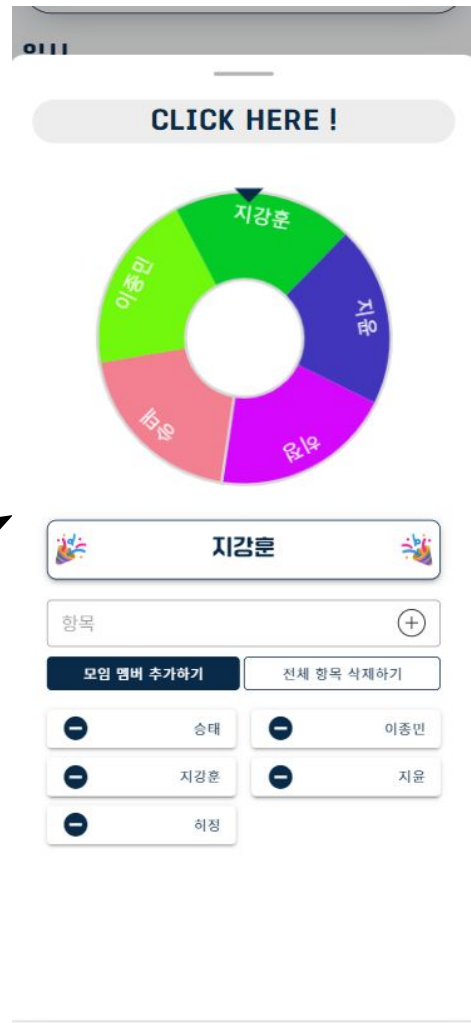 CLICK HERE !
지강훈
이종민
지윤
승태
히정
지강훈
항목
모임 멤버 추가하기
전체 항목 삭제하기
승태
이종민
지강훈
지윤
히정